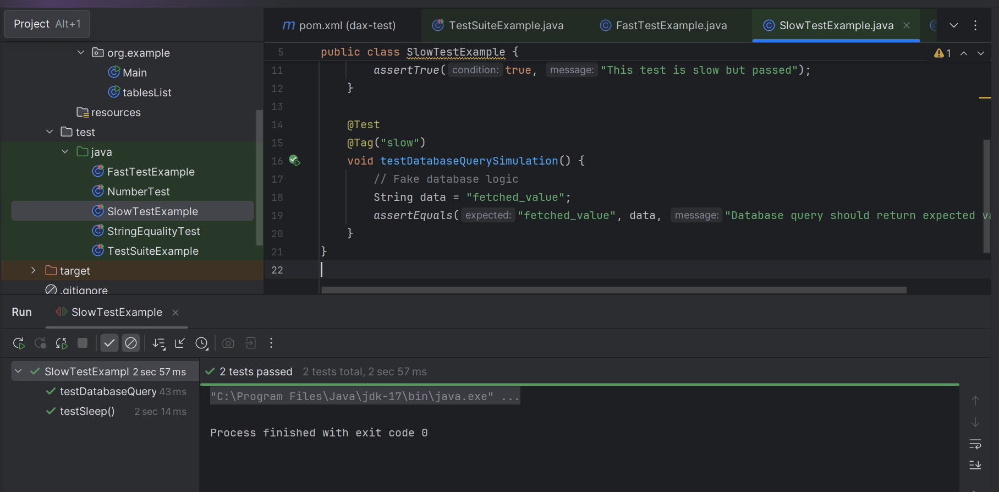 Project Alt+1
pom.xml (dax-test)
TestSuiteExample.java
FastTestExample.java
SlowTestExample.java
org.example
Main
tablesList
resources
test
java
FastTestExample
NumberTest
SlowTestExample
StringEqualityTest
TestSuiteExample
target
.gitignore
5 public class SlowTestExample {
1
11 assertTrue( condition: true, message: "This test is slow but passed");
12 }
13
14 @Test
15 @Tag("slow")
16 void testDatabaseQuerySimulation() {
17 // Fake database logic
18 String data = "fetched_value";
19 assertEquals( expected: "fetched_value", data, message: "Database query should return expected va
20 }
21 }
22
Run SlowTestExample
SlowTestExampl 2 sec 57 ms
testDatabaseQuery 43 ms
testSleep() 2 sec 14 ms
2 tests passed 2 tests total, 2 sec 57 ms
"C:\Program Files\Java\jdk-17\bin\java.exe" ...
Process finished with exit code 0